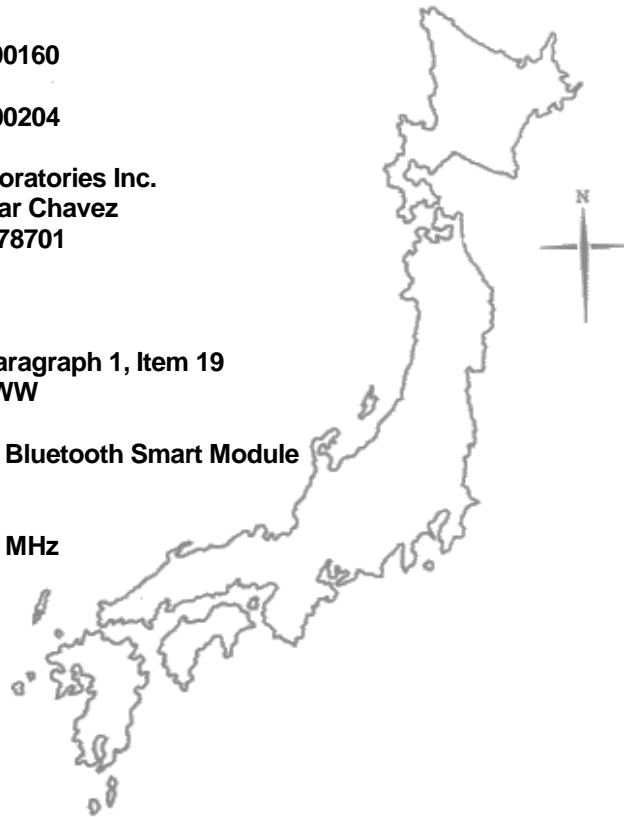 00160
00204
oratories Inc.
ar Chavez
78701
aragraph 1, Item 19
WW
Bluetooth Smart Module
MHz
N